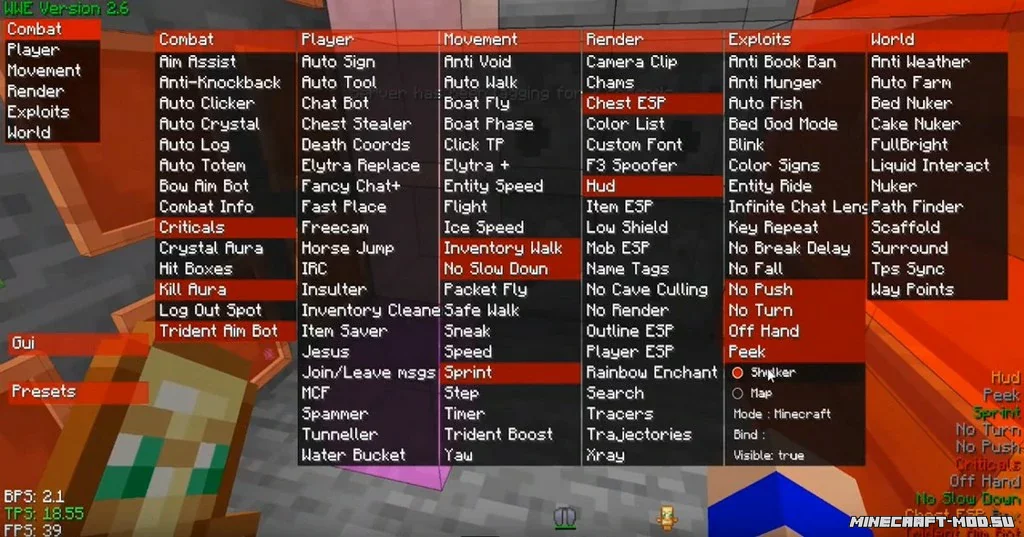 WWE Version 2.6
Combat
Player
Movement
Render
Exploits
World
Combat
Aim Assist
Anti-Knockback
Auto Clicker
Auto Crystal
Auto Log
Auto Totem
Bow Aim Bot
Combat Info
Criticals
Crystal Aura
Hit Boxes
Kill Aura
Log Out Spot
Trident Aim Bot
Player
Auto Sign
Auto Tool
Chat Bot
Chest Stealer
Death Coords
Elytra Replace
Fancy Chat+
Fast Place
Freecam
Horse Jump
IRC
Insulter
Inventory Cleane
Item Saver
Jesus
Join/Leave msgs
MCF
Spammer
Tunneller
Water Bucket
Movement
Anti Void
Auto Walk
Boat Fly
Boat Phase
Click TP
Elytra +
Entity Speed
Flight
Ice Speed
Inventory Walk
No Slow Down
Packet Fly
Safe Walk
Sneak
Speed
Sprint
Step
Timer
Trident Boost
Yaw
Render
Camera Clip
Chams
Chest ESP
Color List
Custom Font
F3 Spoofer
Hud
Item ESP
Low Shield
Mob ESP
Name Tags
No Cave Culling
No Render
Outline ESP
Player ESP
Rainbow Enchant
Search
Tracers
Trajectories
Xray
Exploits
Anti Book Ban
Anti Hunger
Auto Fish
Bed God Mode
Blink
Color Signs
Entity Ride
Infinite Chat Leng
Key Repeat
No Break Delay
No Fall
No Push
No Turn
Off Hand
Peek
Shulker
Map
Mode : Minecraft
Bind :
Visible: true
World
Anti Weather
Auto Farm
Bed Nuker
Cake Nuker
FullBright
Liquid Interact
Nuker
Path Finder
Scaffold
Surround
Tps Sync
Way Points
Gui
Presets
BPS: 2.1
TPS: 18.55
FPS: 39
Hud
Peek
Sprint
No Turn
No Push
Criticals
Off Hand
No Slow Down
Chest ESP
Trident Aim Bot
MINECRAFT-MOD.SU